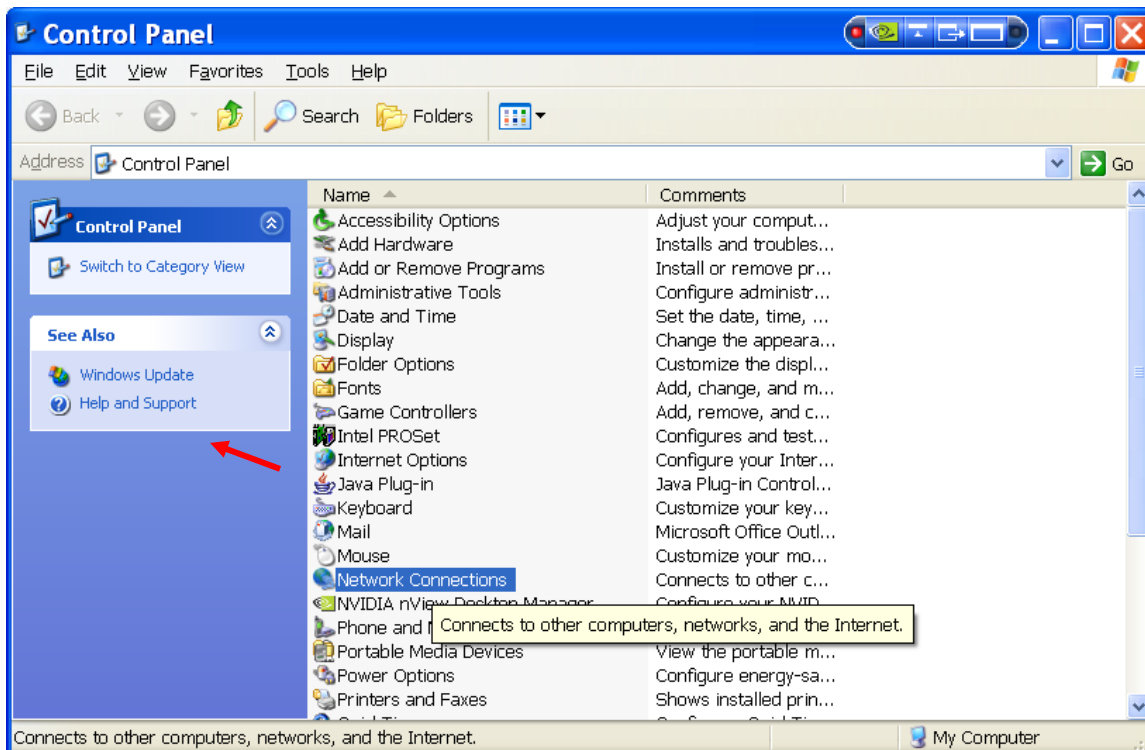 Control Panel
File Edit View Favorites Tools Help
Back Search Folders
Address Control Panel Go
Control Panel
Switch to Category View
See Also
Windows Update
Help and Support
Name Comments
Accessibility Options Adjust your comput...
Add Hardware Installs and troubles...
Add or Remove Programs Install or remove pr...
Administrative Tools Configure administr...
Date and Time Set the date, time, ...
Display Change the appeara...
Folder Options Customize the displ...
Fonts Add, change, and m...
Game Controllers Add, remove, and c...
Intel PROSet Configures and test...
Internet Options Configure your Inter...
Java Plug-in Java Plug-in Control...
Keyboard Customize your key...
Mail Microsoft Office Outl...
Mouse Customize your mo...
Network Connections Connects to other c...
NVIDIA nView Desktop Manager Configure your NVID...
Phone and
Connects to other computers, networks, and the Internet.
Portable Media Devices View the portable m...
Power Options Configure energy-sa...
Printers and Faxes Shows installed prin...
Connects to other computers, networks, and the Internet. My Computer